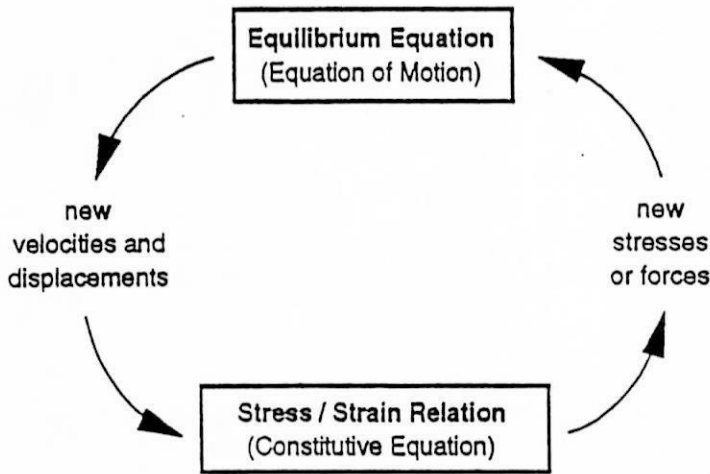 Equilibrium Equation
(Equation of Motion)
new
velocities and
displacements
new
stresses
or forces
Stress / Strain Relation
(Constitutive Equation)